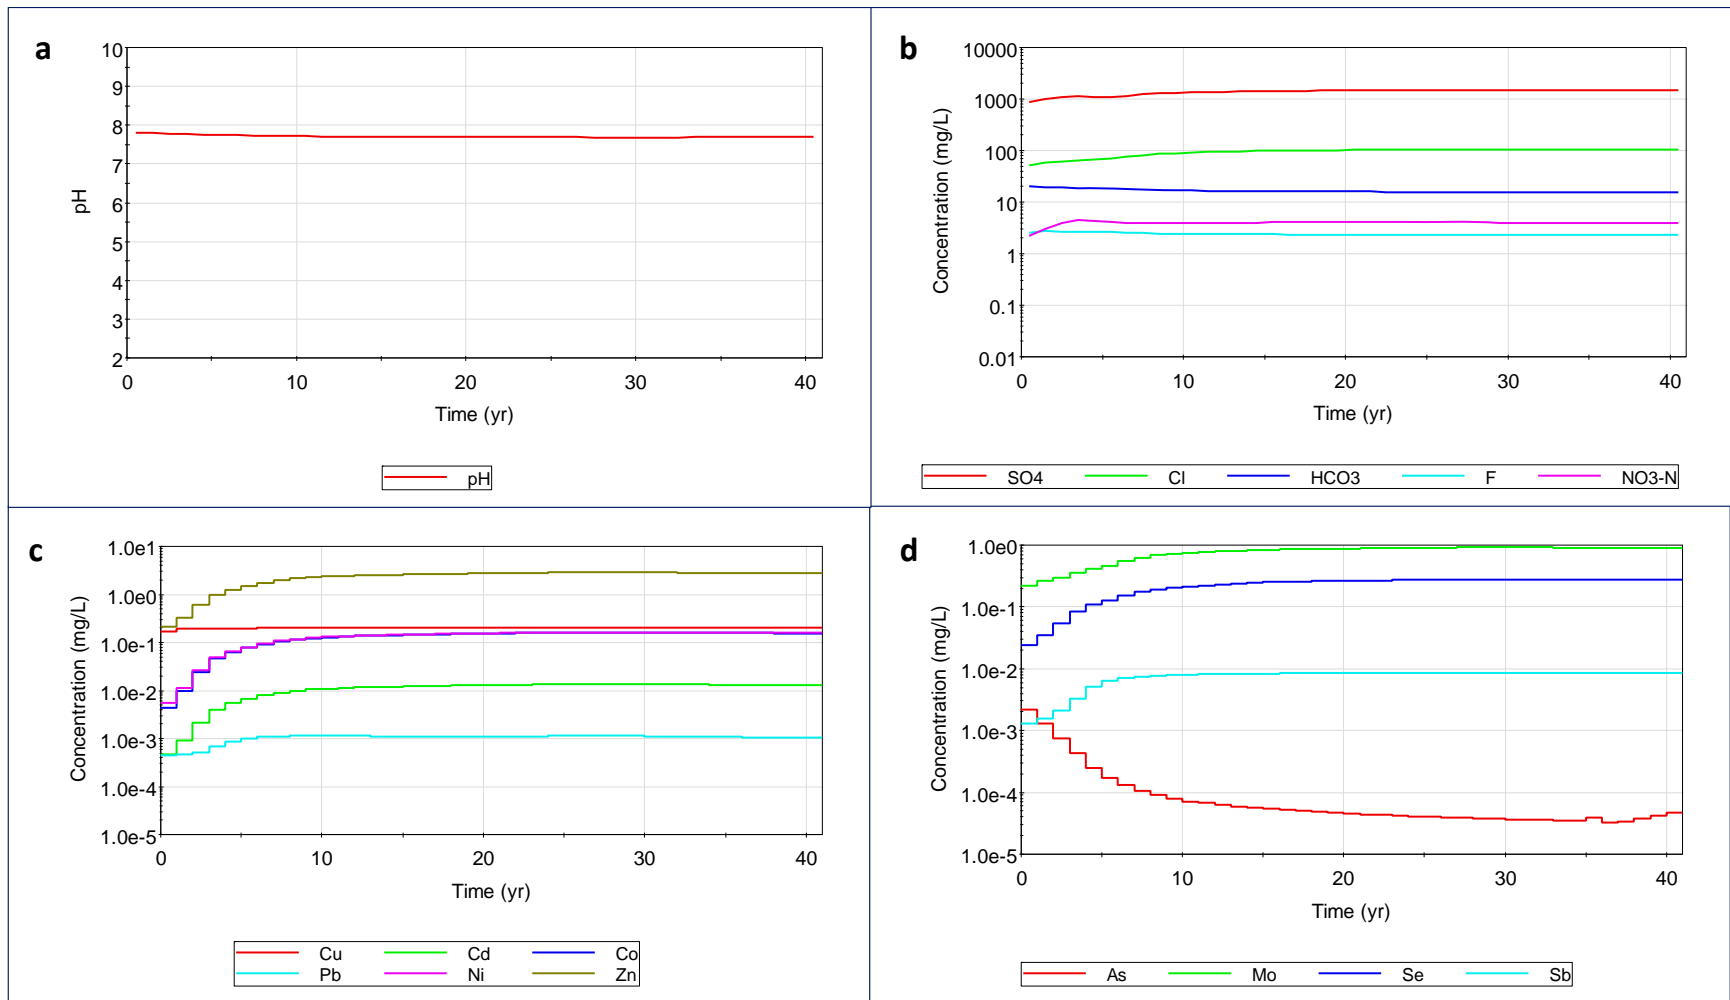 a
10
9
8
7
6
5
4
3
2
pH
0 10 20 30 40
Time (yr)
pH
b
10000
1000
100
10
1
0.1
0.01
Concentration (mg/L)
0 10 20 30 40
Time (yr)
SO4 Cl HCO3 F NO3-N
c
1.0e1
1.0e0
1.0e-1
1.0e-2
1.0e-3
1.0e-4
1.0e-5
Concentration (mg/L)
0 10 20 30 40
Time (yr)
Cu Cd Co
Pb Ni Zn
d
1.0e0
1.0e-1
1.0e-2
1.0e-3
1.0e-4
1.0e-5
Concentration (mg/L)
0 10 20 30 40
Time (yr)
As Mo Se Sb